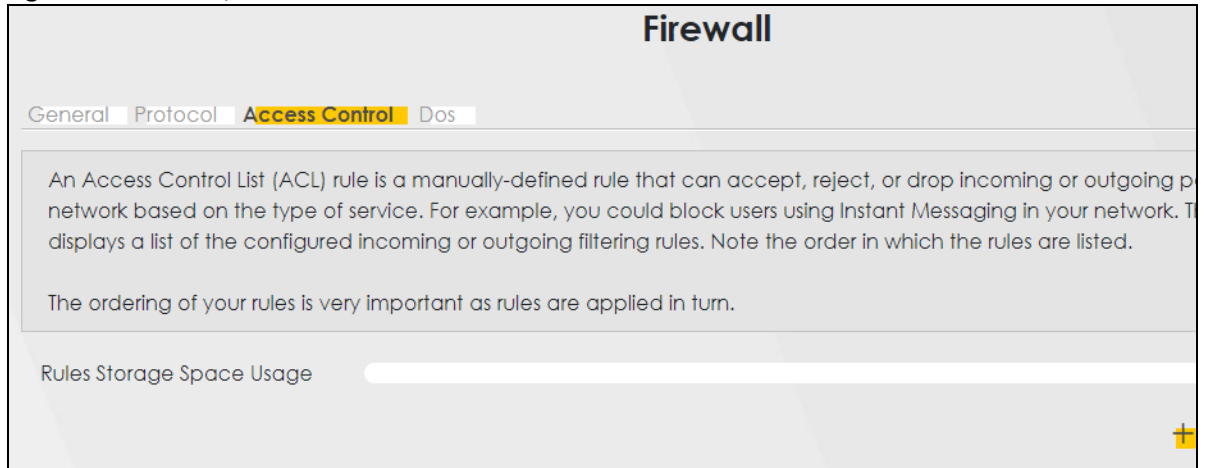 Firewall
General Protocol Access Control Dos
An Access Control List (ACL) rule is a manually-defined rule that can accept, reject, or drop incoming or outgoing
network based on the type of service. For example, you could block users using Instant Messaging in your network.
displays a list of the configured incoming or outgoing filtering rules. Note the order in which the rules are listed.
The ordering of your rules is very important as rules are applied in turn.
Rules Storage Space Usage
+